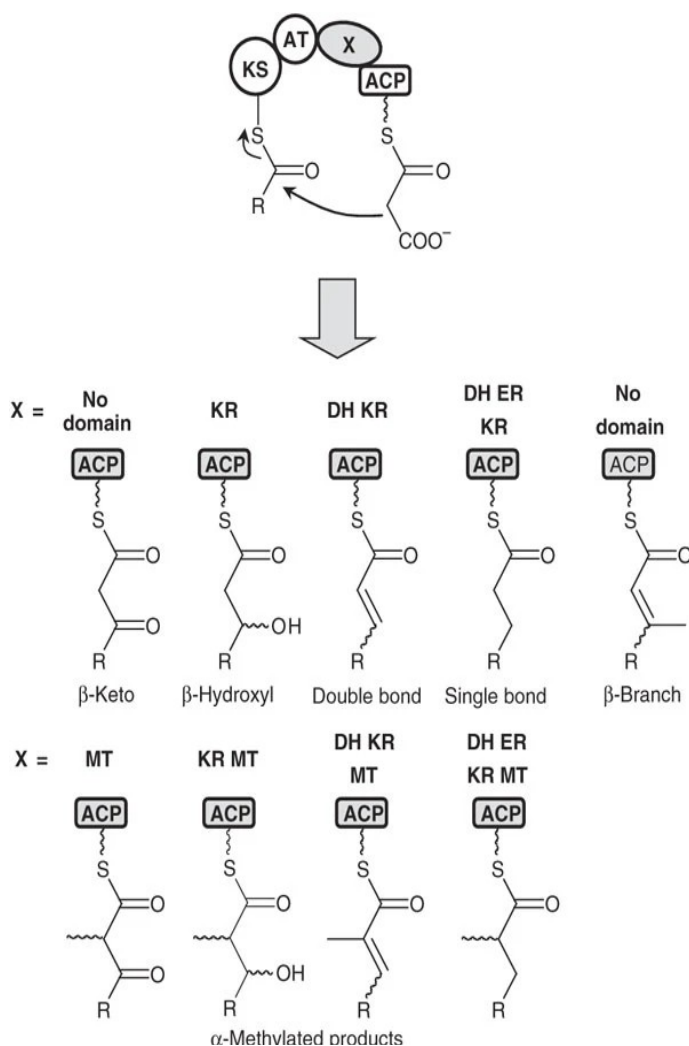 KS AT X ACP
S S
O O
R
COO⁻
X = No domain KR DH KR DH ER KR No domain
ACP ACP ACP ACP ACP
S S S S S
O O O O O
O OH
R R R R R
β-Keto β-Hydroxyl Double bond Single bond β-Branch
X = MT KR MT DH KR MT DH ER KR MT
ACP ACP ACP ACP
S S S S
O O O O
O OH
R R R R
α-Methylated products